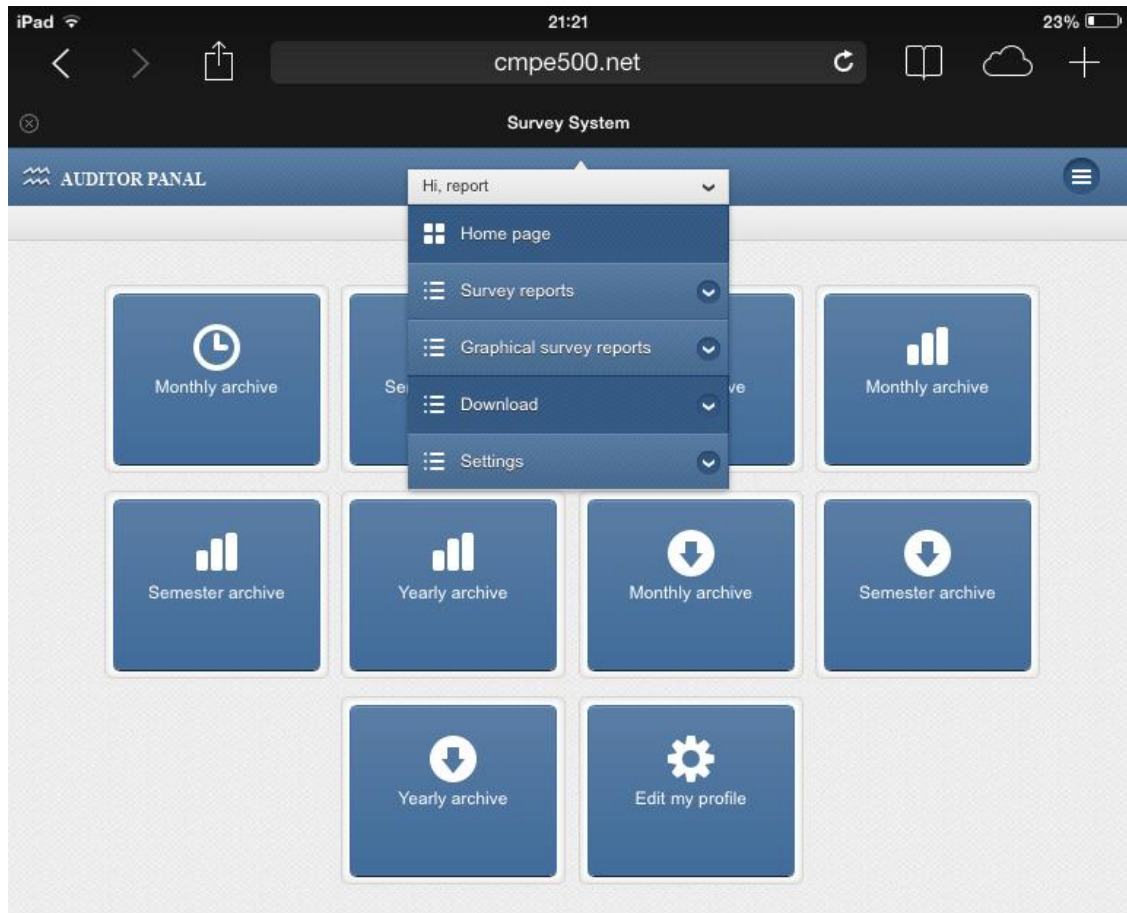 iPad 21:21 23%
cmpe500.net
Survey System
AUDITOR PANAL
Hi, report
Home page
Survey reports
Graphical survey reports
Download
Settings
Monthly archive
Se
ve
Monthly archive
Semester archive
Yearly archive
Monthly archive
Semester archive
Yearly archive
Edit my profile